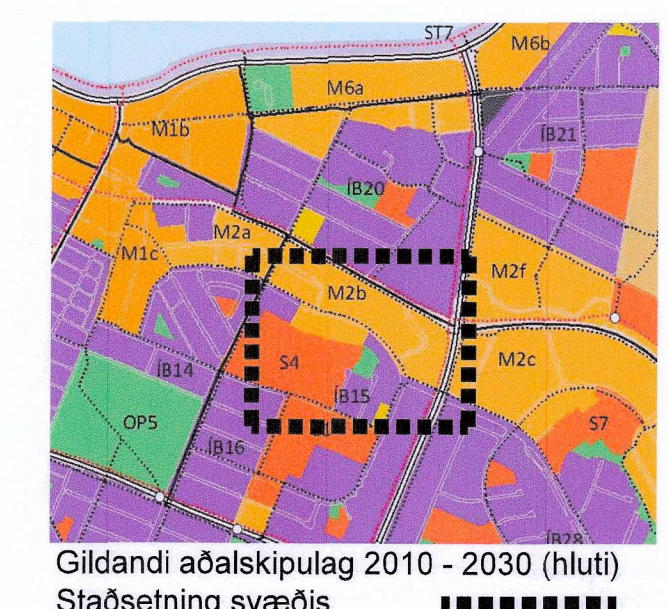 ST7
M6b
M6a
M1b
ÍB21
ÍB20
M2a
M1c
M2f
M2b
M2c
S4
ÍB14
ÍB15
OP5
S7
ÍB16
ÍB28
Gildandi aðalskipulag 2010 - 2030 (hluti)
Staðsetning svæðis